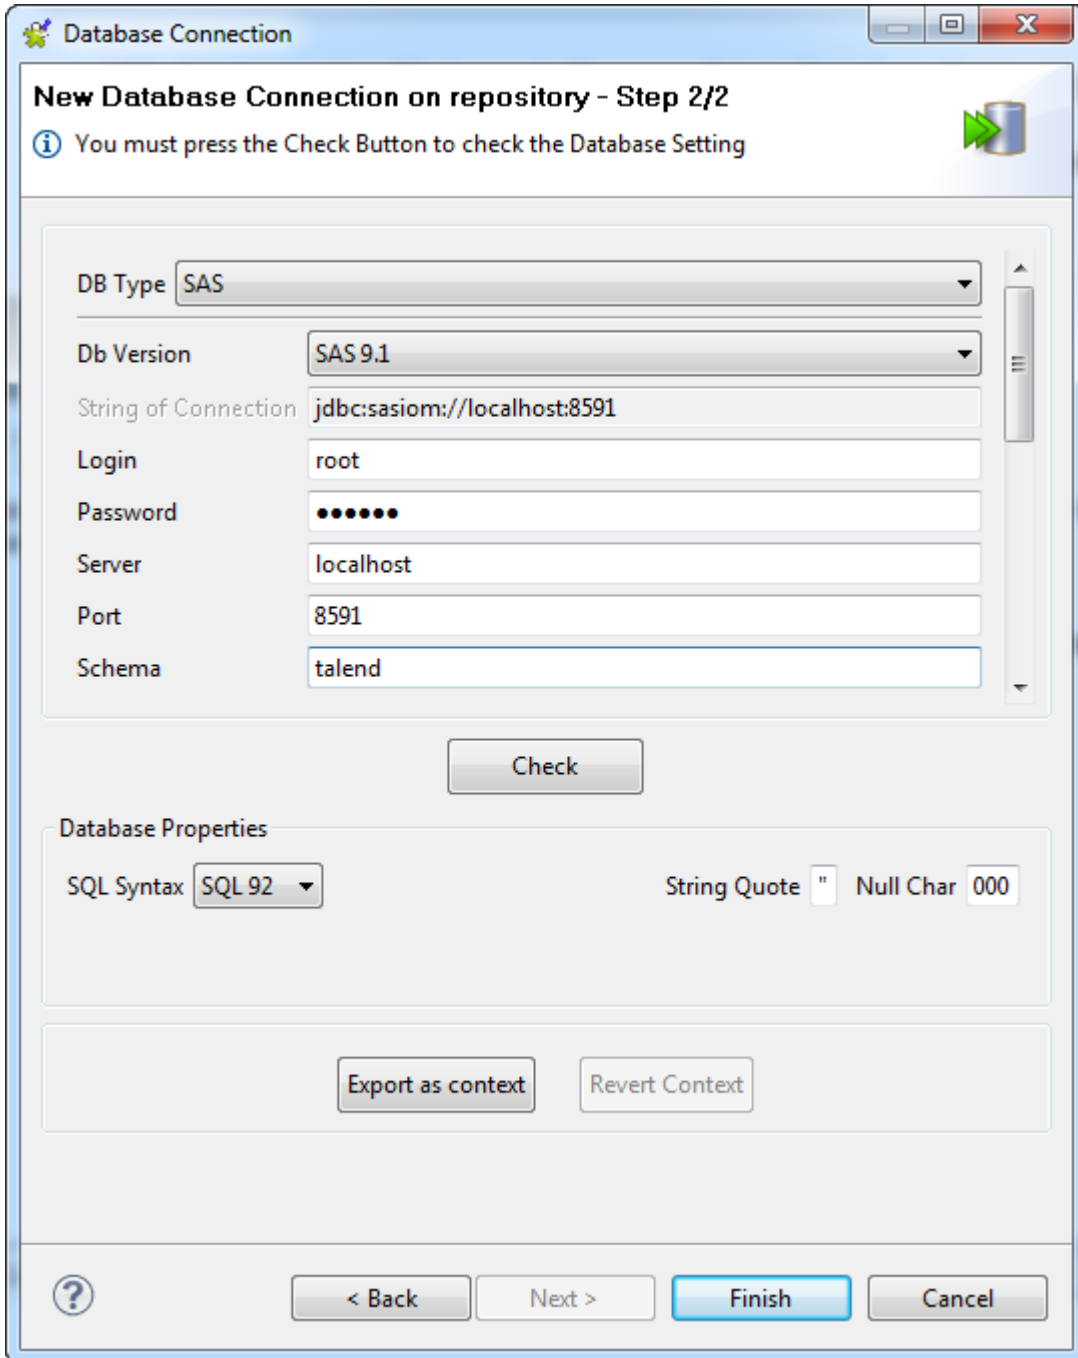 Database Connection
New Database Connection on repository - Step 2/2
You must press the Check Button to check the Database Setting
DB Type SAS
Db Version SAS 9.1
String of Connection jdbc:sasiom://localhost:8591
Login root
Password ••••••
Server localhost
Port 8591
Schema talend
Check
Database Properties
SQL Syntax SQL 92 String Quote " Null Char 000
Export as context Revert Context
? < Back Next > Finish Cancel